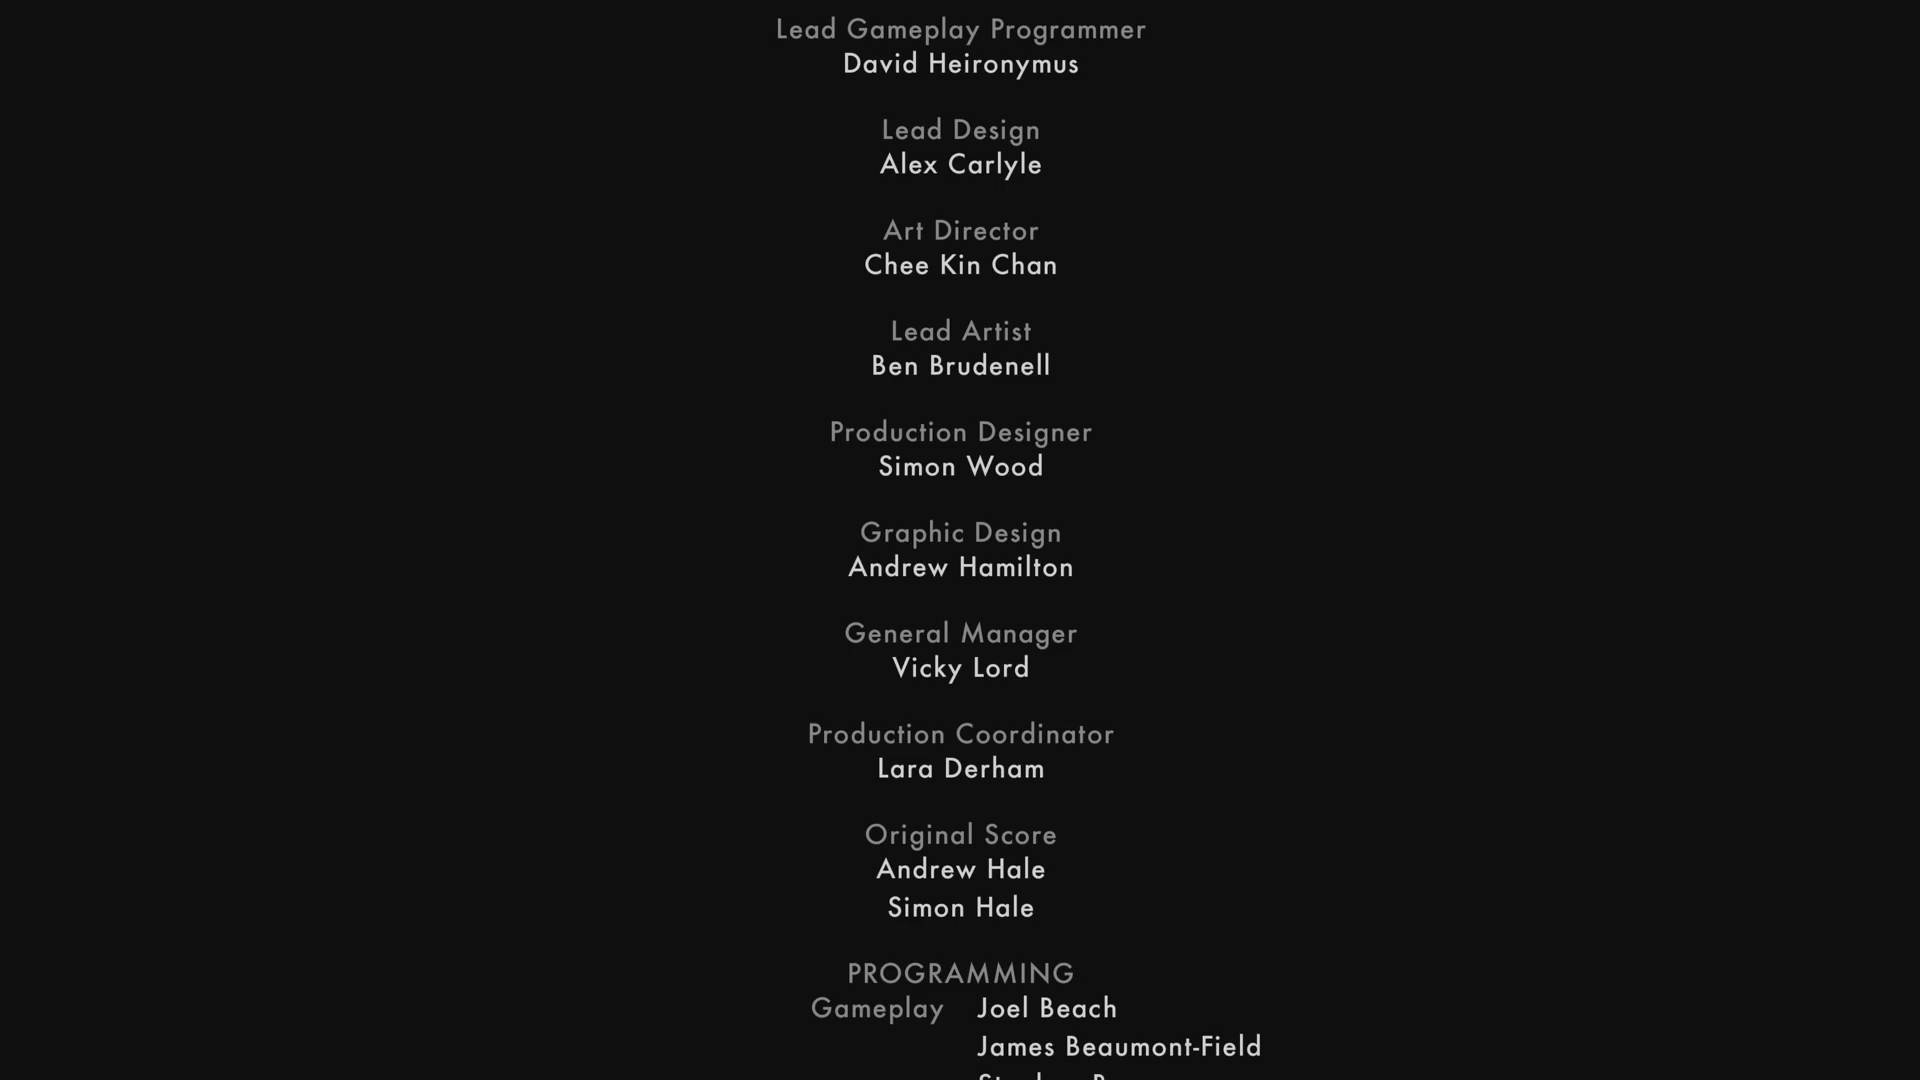 Lead Gameplay Programmer
David Heironymus
Lead Design
Alex Carlyle
Art Director
Chee Kin Chan
Lead Artist
Ben Brudenell
Production Designer
Simon Wood
Graphic Design
Andrew Hamilton
General Manager
Vicky Lord
Production Coordinator
Lara Derham
Original Score
Andrew Hale
Simon Hale
PROGRAMMING
Gameplay Joel Beach
James Beaumont-Field